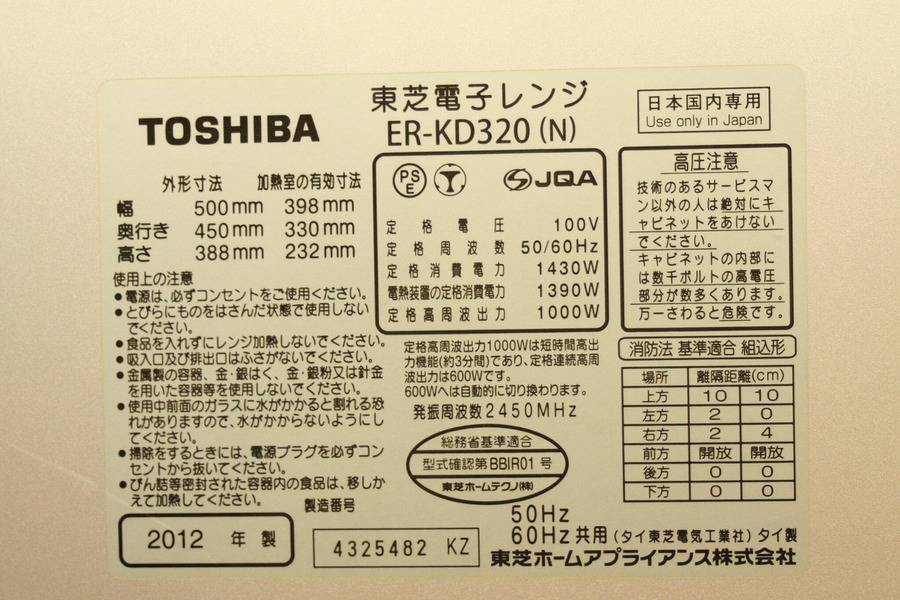 TOSHIBA
東芝電子レンジ
ER-KD320 (N)
日本国内専用
Use only in Japan
外形寸法 加熱室の有効寸法
幅 500mm 398mm
奥行き 450mm 330mm
高さ 388mm 232mm
使用上の注意
●電源は、必ずコンセントをご使用ください。
●とびらにものをはさんだ状態で使用しない
でください。
●食品を入れずにレンジ加熱しないでください。
●吸入口及び排出口はふさがないでください。
●金属製の容器、金・銀はく、金・銀粉又は針金
を用いた容器等を使用しないでください。
●使用中前面のガラスに水がかかると割れる恐
れがありますので、水がかからないようにし
てください。
●掃除をするときには、電源プラグを必ずコン
セントから抜いてください。
●びん詰等密封された容器内の食品は、移しか
えて加熱してください。
製造番号
2012 年 製
4325482 KZ
PS
E
JQA
定格電圧 100V
定格周波数 50/60Hz
定格消費電力 1430W
電熱装置の定格消費電力 1390W
定格高周波出力 1000W
定格高周波出力1000Wは短時間高出
力機能(約3分間)であり、定格連続高周
波出力は600Wです。
600Wへは自動的に切り換わります。
発振周波数2450MHz
総務省基準適合
型式確認第BBIR01号
東芝ホームテクノ(株)
高圧注意
技術のあるサービスマ
ン以外の人は絶対にキ
ャビネットをあけない
でください。
キャビネットの内部に
は数千ボルトの高電圧
部分が数多くあります。
万一さわると危険です。
消防法 基準適合 組込形
場所 離隔距離(cm)
上方 10 10
左方 2 0
右方 2 4
前方 開放 開放
後方 0 0
下方 0 0
50Hz
60Hz共用 (タイ東芝電気工業社) タイ製
東芝ホームアプライアンス株式会社